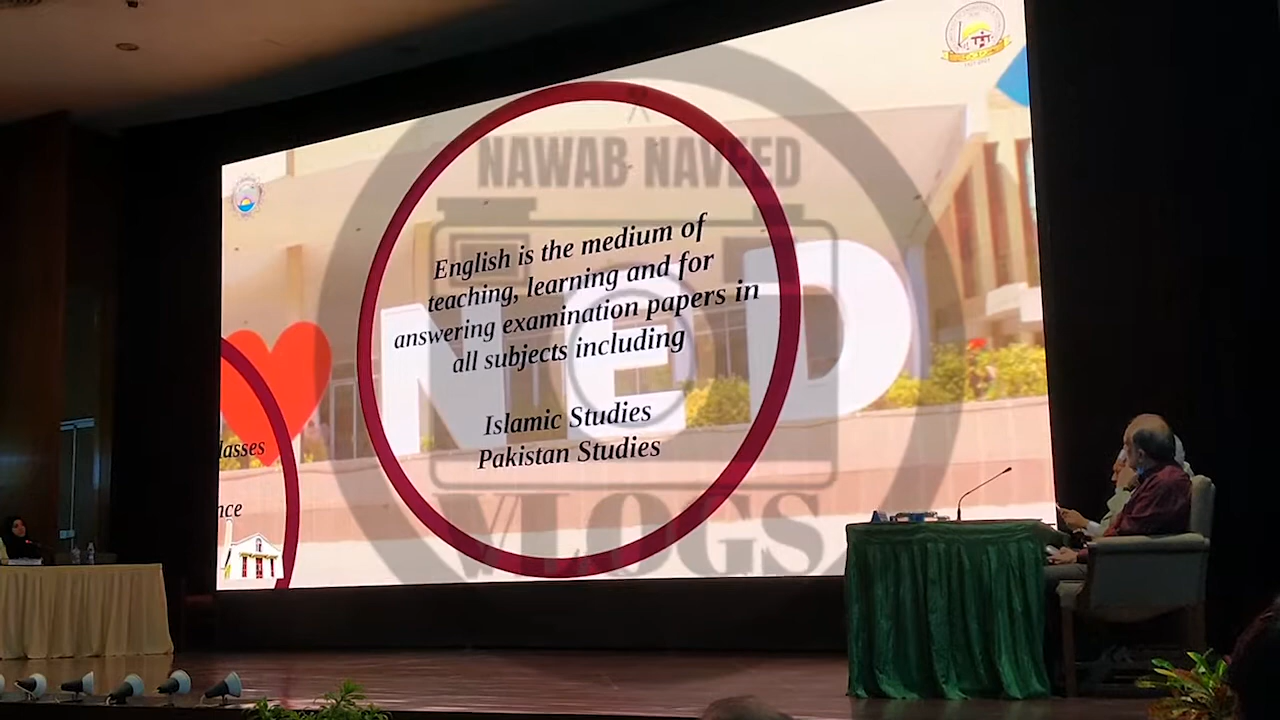 NAWAB NAVEED
English is the medium of
teaching, learning and for
answering examination papers in
all subjects including
Islamic Studies
Pakistan Studies
NED
lasses
nce
VLOGS